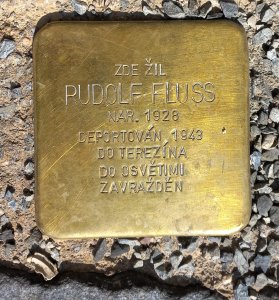 ZDE ŽIL
RUDOLF FLUSS
NAR. 1928
DEPORTOVÁN 1943
DO TEREZÍNA
DO OSVĚTIMI
ZAVRAŽDĚN